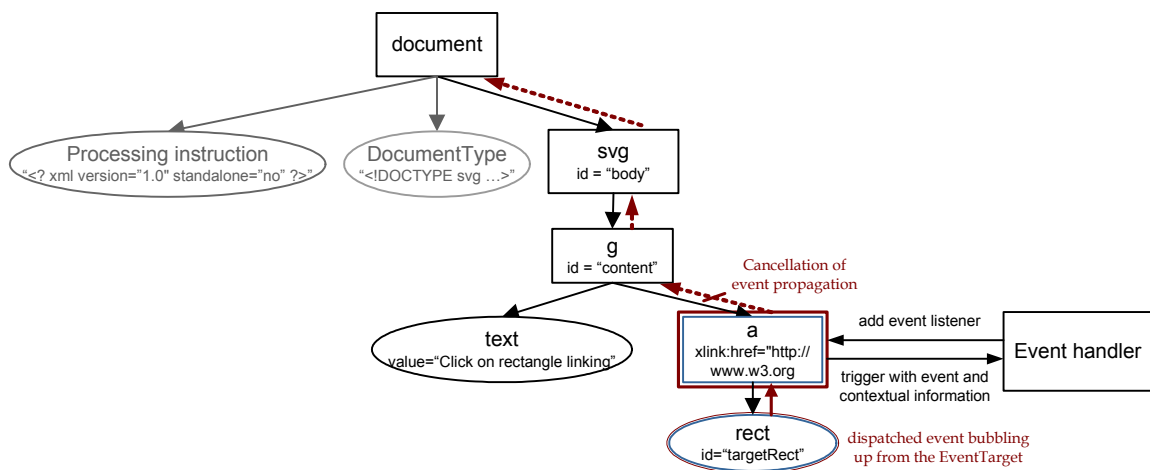 document
Processing instruction
“<? xml version=”1.0" standalone=”no” ?>”
DocumentType
“<!DOCTYPE svg …>”
svg
id = “body”
g
id = “content”
Cancellation of
event propagation
text
value=“Click on rectangle linking”
a
xlink:href="http://
www.w3.org
add event listener
Event handler
trigger with event and
contextual information
rect
id=“targetRect”
dispatched event bubbling
up from the EventTarget